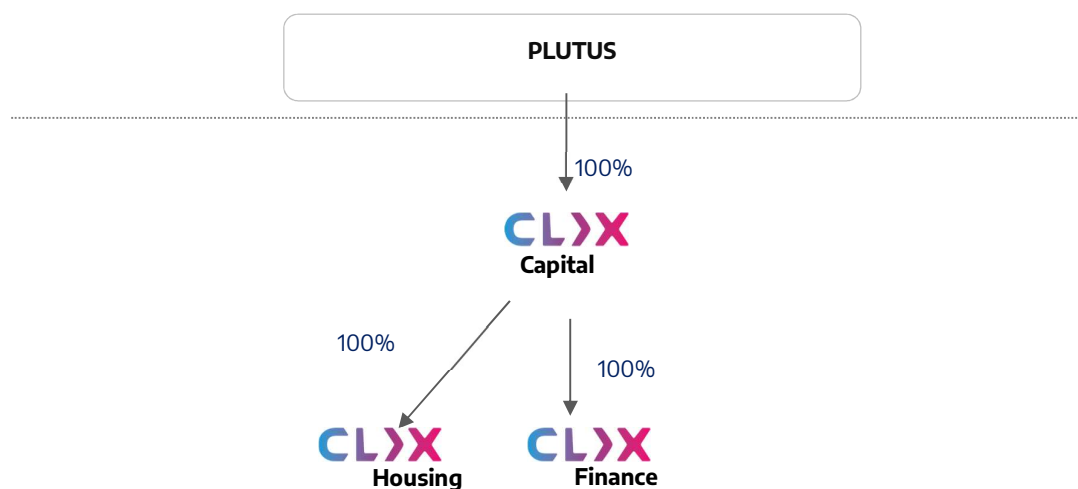 PLUTUS
100%
CLIX
Capital
100%
100%
CLIX
Housing
CLIX
Finance